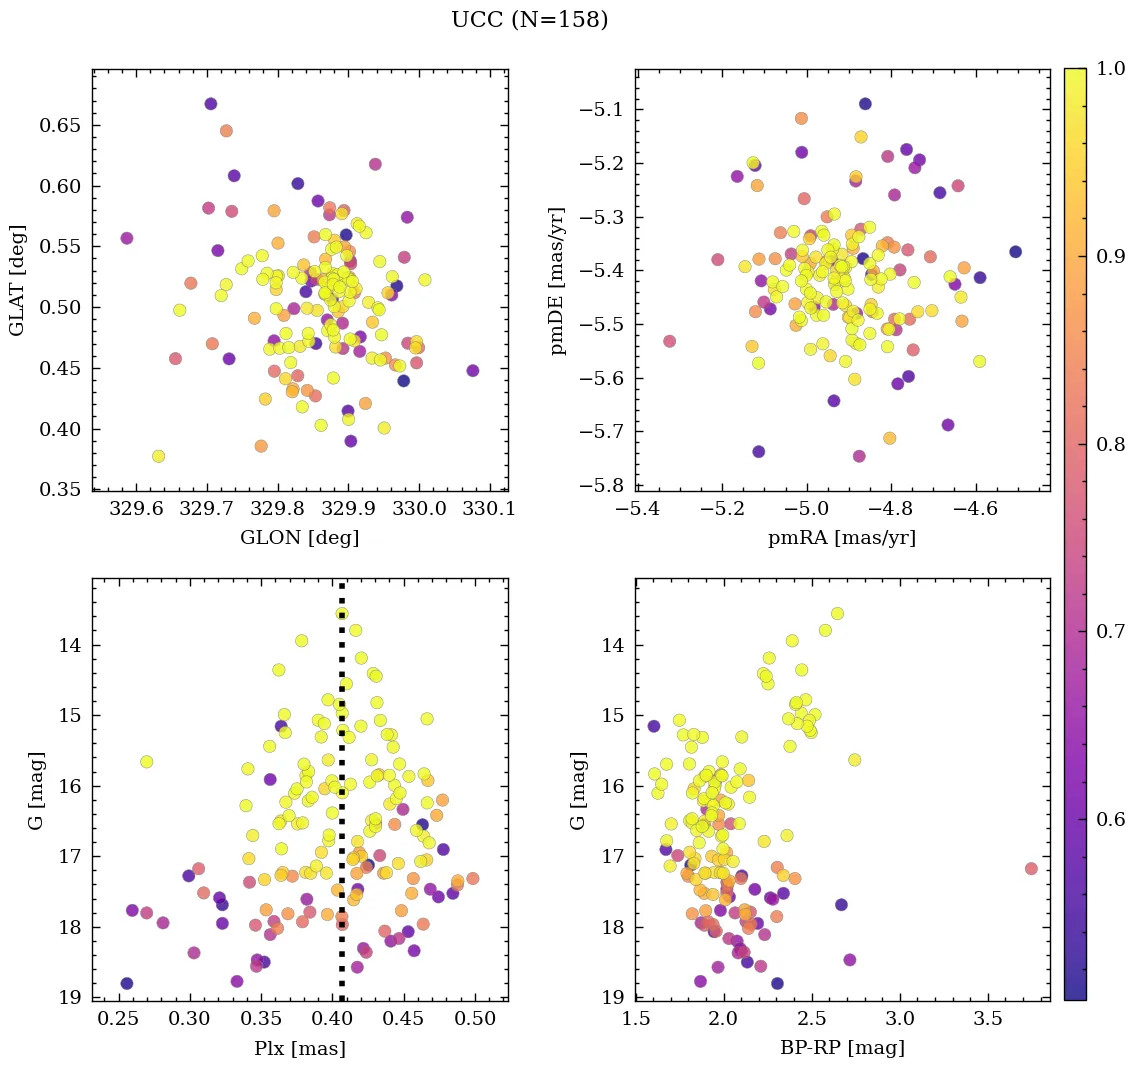 UCC (N=158)
0.65
0.60
0.55
0.50
0.45
0.40
0.35
GLAT [deg]
329.6 329.7 329.8 329.9 330.0 330.1
GLON [deg]
−5.1
−5.2
−5.3
−5.4
−5.5
−5.6
−5.7
−5.8
pmDE [mas/yr]
−5.4 −5.2 −5.0 −4.8 −4.6
pmRA [mas/yr]
14
15
16
17
18
19
G [mag]
0.25 0.30 0.35 0.40 0.45 0.50
Plx [mas]
14
15
16
17
18
19
G [mag]
1.5 2.0 2.5 3.0 3.5
BP-RP [mag]
1.0
0.9
0.8
0.7
0.6